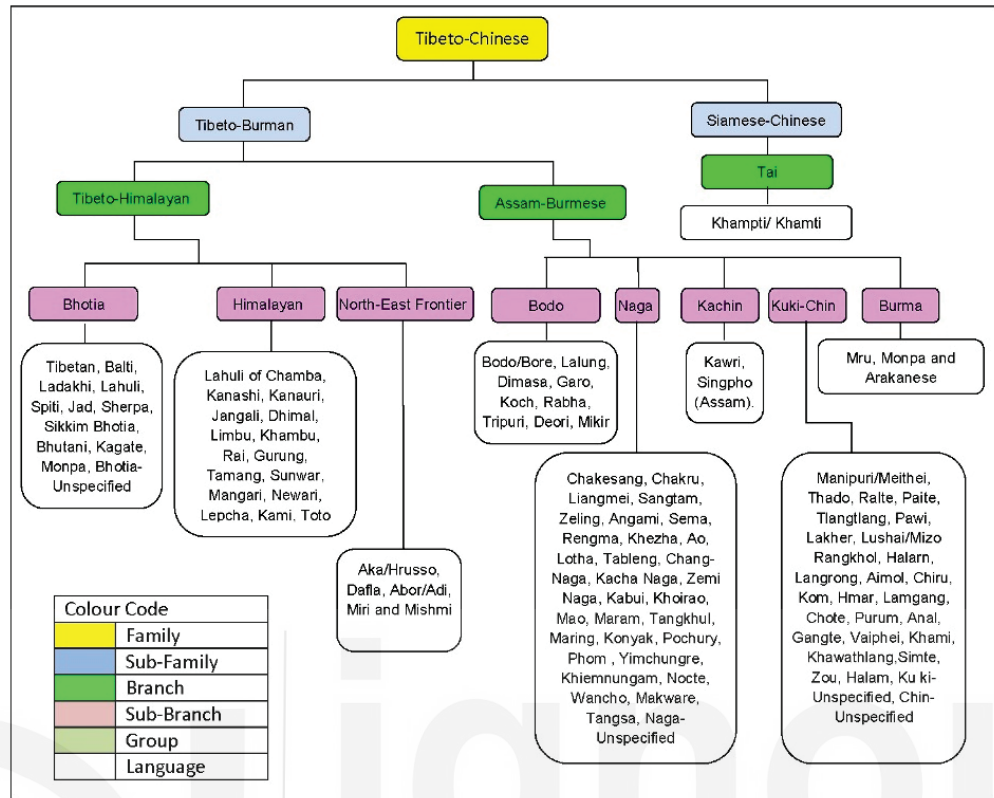 Tibeto-Chinese
Tibeto-Burman
Siamese-Chinese
Tai
Tibeto-Himalayan
Assam-Burmese
Khampti/ Khamti
Bhotia
Himalayan
North-East Frontier
Bodo
Naga
Kachin
Kuki-Chin
Burma
Tibetan, Balti,
Ladakhi, Lahuli,
Spiti, Jad, Sherpa,
Sikkim Bhotia,
Bhutani, Kagate,
Monpa, Bhotia-
Unspecified
Lahuli of Chamba,
Kanashi, Kanauri,
Jangali, Dhimal,
Limbu, Khambu,
Rai, Gurung,
Tamang, Sunwar,
Mangari, Newari,
Lepcha, Kami, Toto
Aka/Hrusso,
Dafla, Abor/Adi,
Miri and Mishmi
Bodo/Bore, Lalung,
Dimasa, Garo,
Koch, Rabha,
Tripuri, Deori, Mikir
Chakesang, Chakru,
Liangmei, Sangtam,
Zeling, Angami, Sema,
Rengma, Khezha, Ao,
Lotha, Tableng, Chang-
Naga, Kacha Naga, Zemi
Naga, Kabui, Khoirao,
Mao, Maram, Tangkhul,
Maring, Konyak, Pochury,
Phom , Yimchungre,
Khiemnungam, Nocte,
Wancho, Makware,
Tangsa, Naga-
Unspecified
Kawri,
Singpho
(Assam).
Manipuri/Meithei,
Thado, Ralte, Paite,
Tlangtlang, Pawi,
Lakher, Lushai/Mizo
Rangkhol, Halarn,
Langrong, Aimol, Chiru,
Kom, Hmar, Lamgang,
Chote, Purum, Anal,
Gangte, Vaiphei, Khami,
Khawathlang,Simte,
Zou, Halam, Ku ki-
Unspecified, Chin-
Unspecified
Mru, Monpa and
Arakanese
Colour Code
Family
Sub-Family
Branch
Sub-Branch
Group
Language